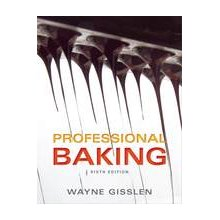 PROFESSIONAL
BAKING
SIXTH EDITION
WAYNE GISSLEN